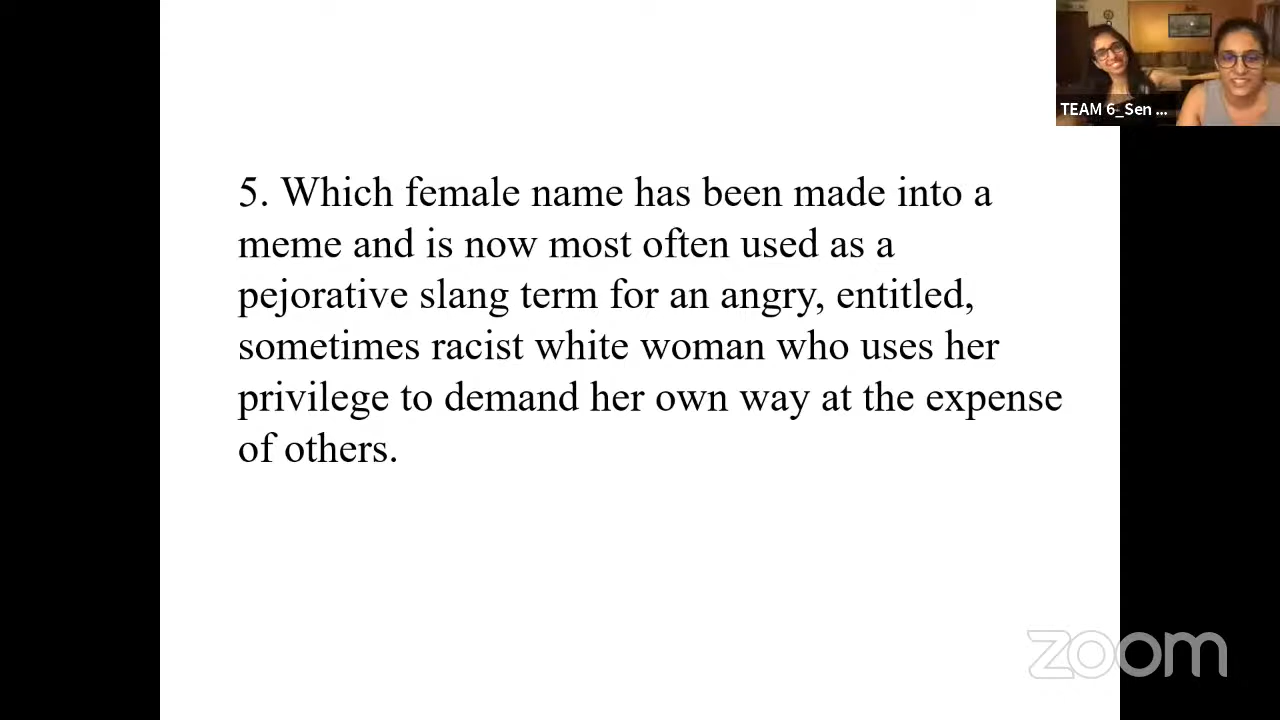 TEAM 6_Sen ...
5. Which female name has been made into a
meme and is now most often used as a
pejorative slang term for an angry, entitled,
sometimes racist white woman who uses her
privilege to demand her own way at the expense
of others.
zoom